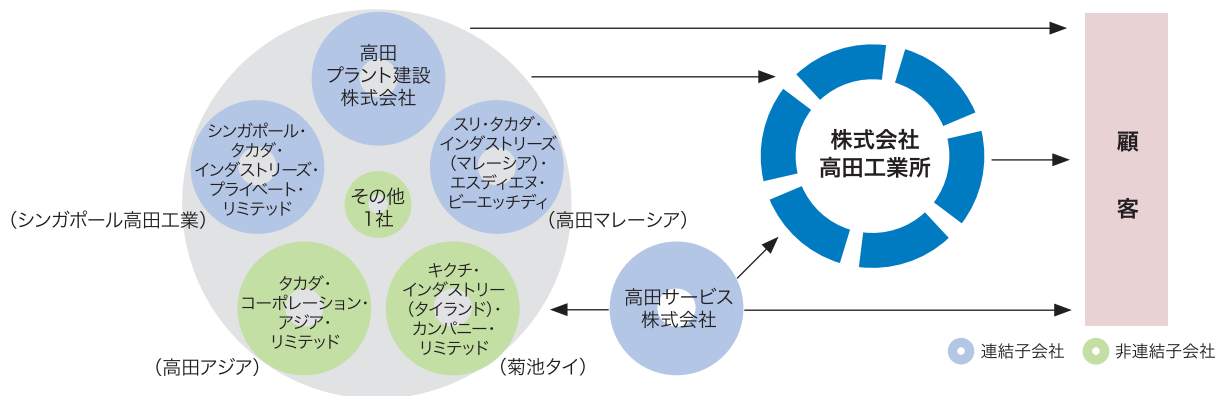 高田
プラント建設
株式会社
シンガポール・
タカダ・
インダストリーズ・
プライベート・
リミテッド
（シンガポール高田工業）
スリ・タカダ・
インダストリーズ
（マレーシア）・
エスディエヌ・
ビーエッチディ
（高田マレーシア）
その他
1社
タカダ・
コーポレーション・
アジア・
リミテッド
（高田アジア）
キクチ・
インダストリー
（タイランド）・
カンパニー・
リミテッド
（菊池タイ）
高田サービス
株式会社
株式会社
高田工業所
顧
客
連結子会社
非連結子会社